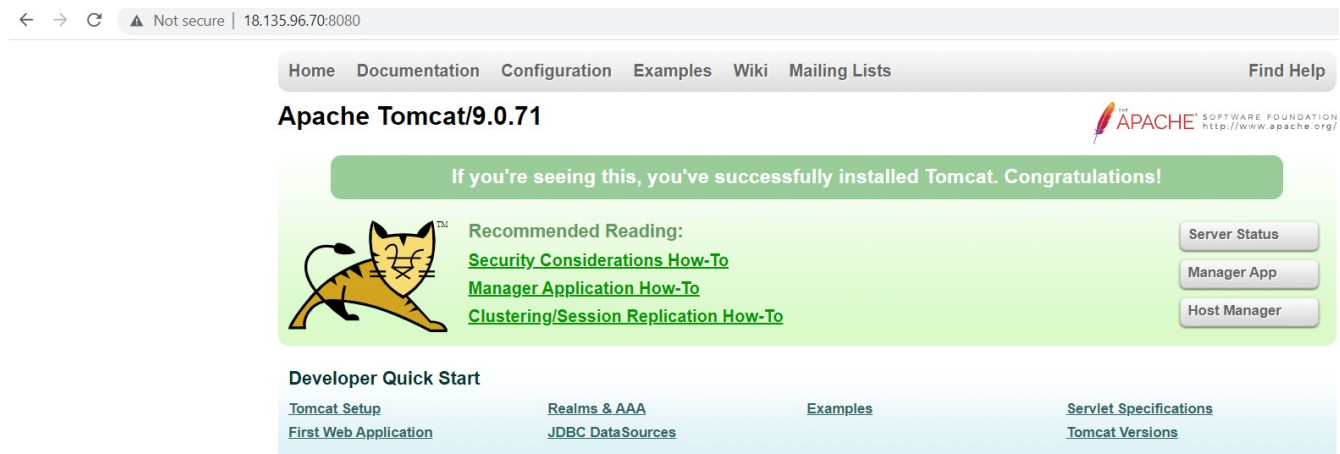 Not secure | 18.135.96.70:8080
Home Documentation Configuration Examples Wiki Mailing Lists Find Help
Apache Tomcat/9.0.71
THE
APACHE® SOFTWARE FOUNDATION
http://www.apache.org/
If you're seeing this, you've successfully installed Tomcat. Congratulations!
TM
Recommended Reading:
Security Considerations How-To
Manager Application How-To
Clustering/Session Replication How-To
Server Status
Manager App
Host Manager
Developer Quick Start
Tomcat Setup Realms & AAA Examples Servlet Specifications
First Web Application JDBC DataSources Tomcat Versions